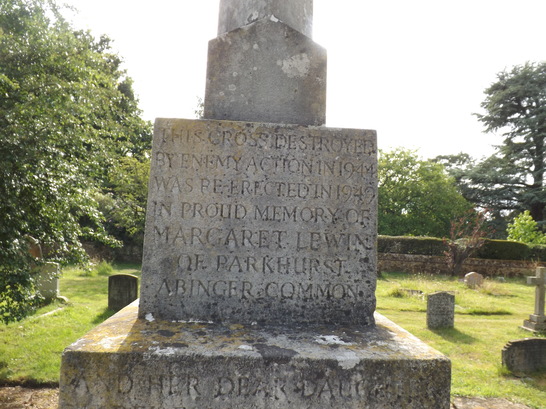 THIS CROSS DESTROYED
BY ENEMY ACTION IN 1944
WAS RE-ERECTED IN 1949
IN PROUD MEMORY OF
MARGARET LEWIN
OF PARKHURST
ABINGER COMMON
AND HER DEAR DAUGHTER